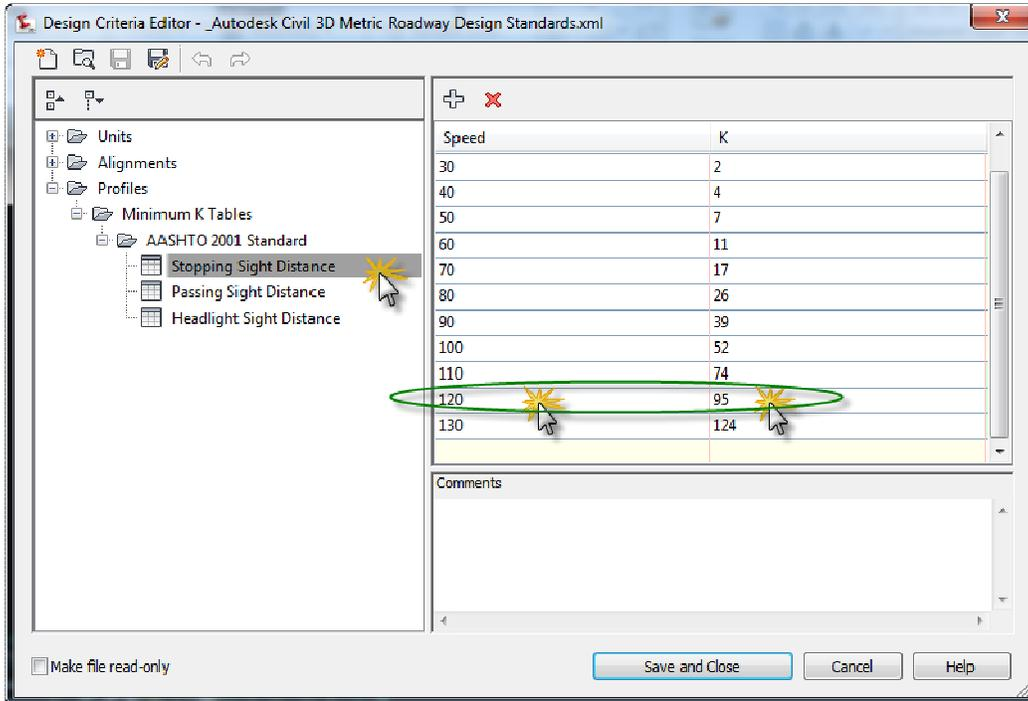 Design Criteria Editor - _Autodesk Civil 3D Metric Roadway Design Standards.xml
Units
Alignments
Profiles
Minimum K Tables
AASHTO 2001 Standard
Stopping Sight Distance
Passing Sight Distance
Headlight Sight Distance
Speed K
30 2
40 4
50 7
60 11
70 17
80 26
90 39
100 52
110 74
120 95
130 124
Comments
Make file read-only
Save and Close Cancel Help